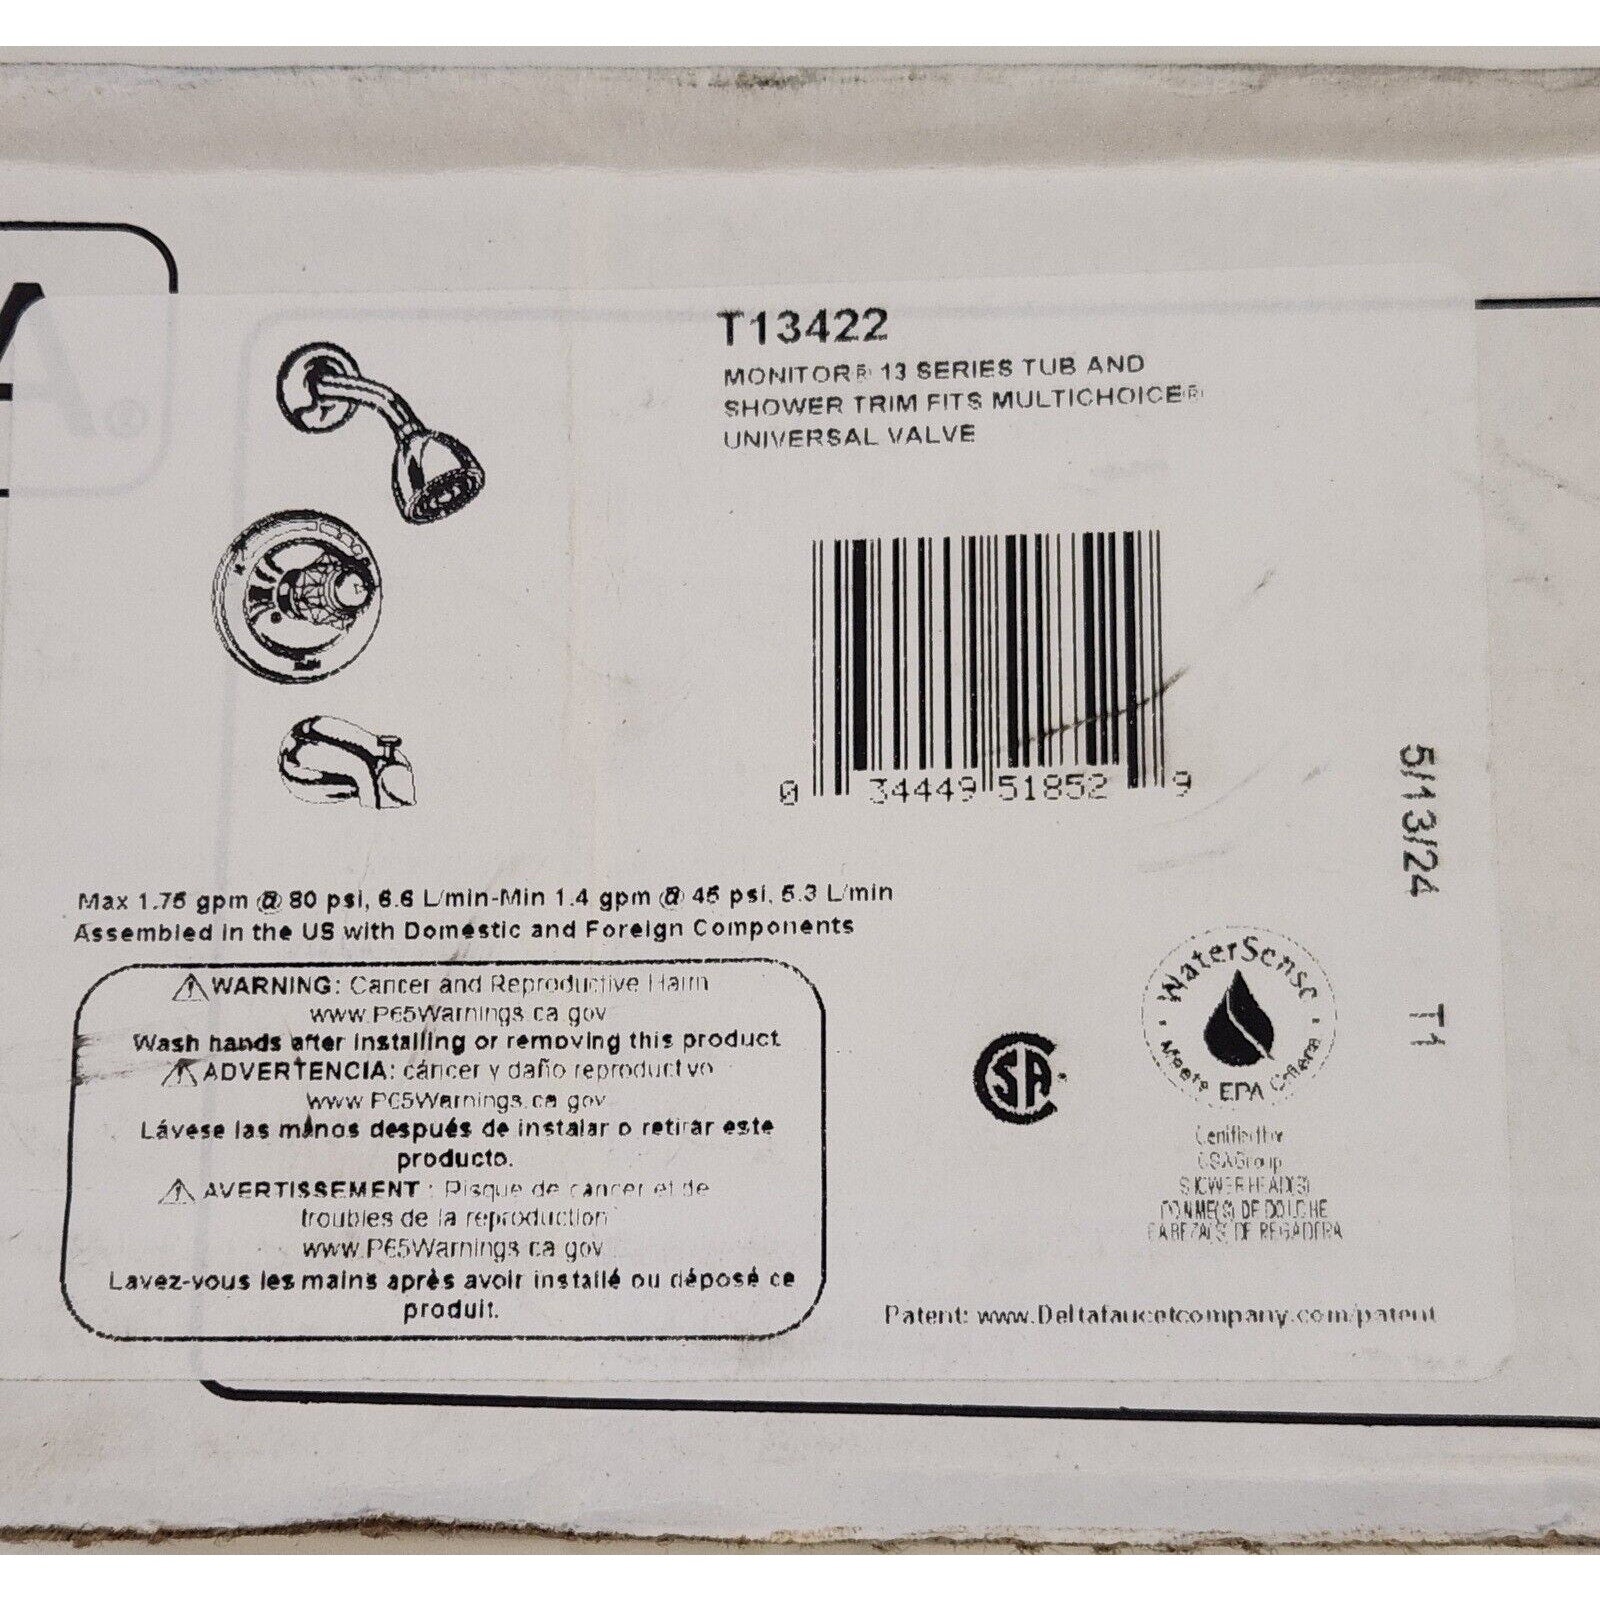 T13422
MONITOR® 13 SERIES TUB AND
SHOWER TRIM FITS MULTICHOICE®
UNIVERSAL VALVE
0 34449 51852 9
5/13/24 T1
Max 1.75 gpm @ 80 psi, 6.6 L/min-Min 1.4 gpm @ 45 psi, 5.3 L/min
Assembled in the US with Domestic and Foreign Components
⚠WARNING: Cancer and Reproductive Harm
www.P65Warnings.ca.gov
Wash hands after installing or removing this product.
⚠ADVERTENCIA: cáncer y daño reproductivo
www.P65Warnings.ca.gov
Lávese las manos después de instalar o retirar este
producto.
⚠AVERTISSEMENT : Risque de cancer et de
troubles de la reproduction
www.P65Warnings.ca.gov
Lavez-vous les mains après avoir installé ou déposé ce
produit.
CSA
WaterSense
Meets EPA Criteria
Certified by
CSA Group
SHOWERHEAD(S)
POMME(S) DE DOUCHE
CABEZA(S) DE REGADERA
Patent: www.Deltafaucetcompany.com/patent